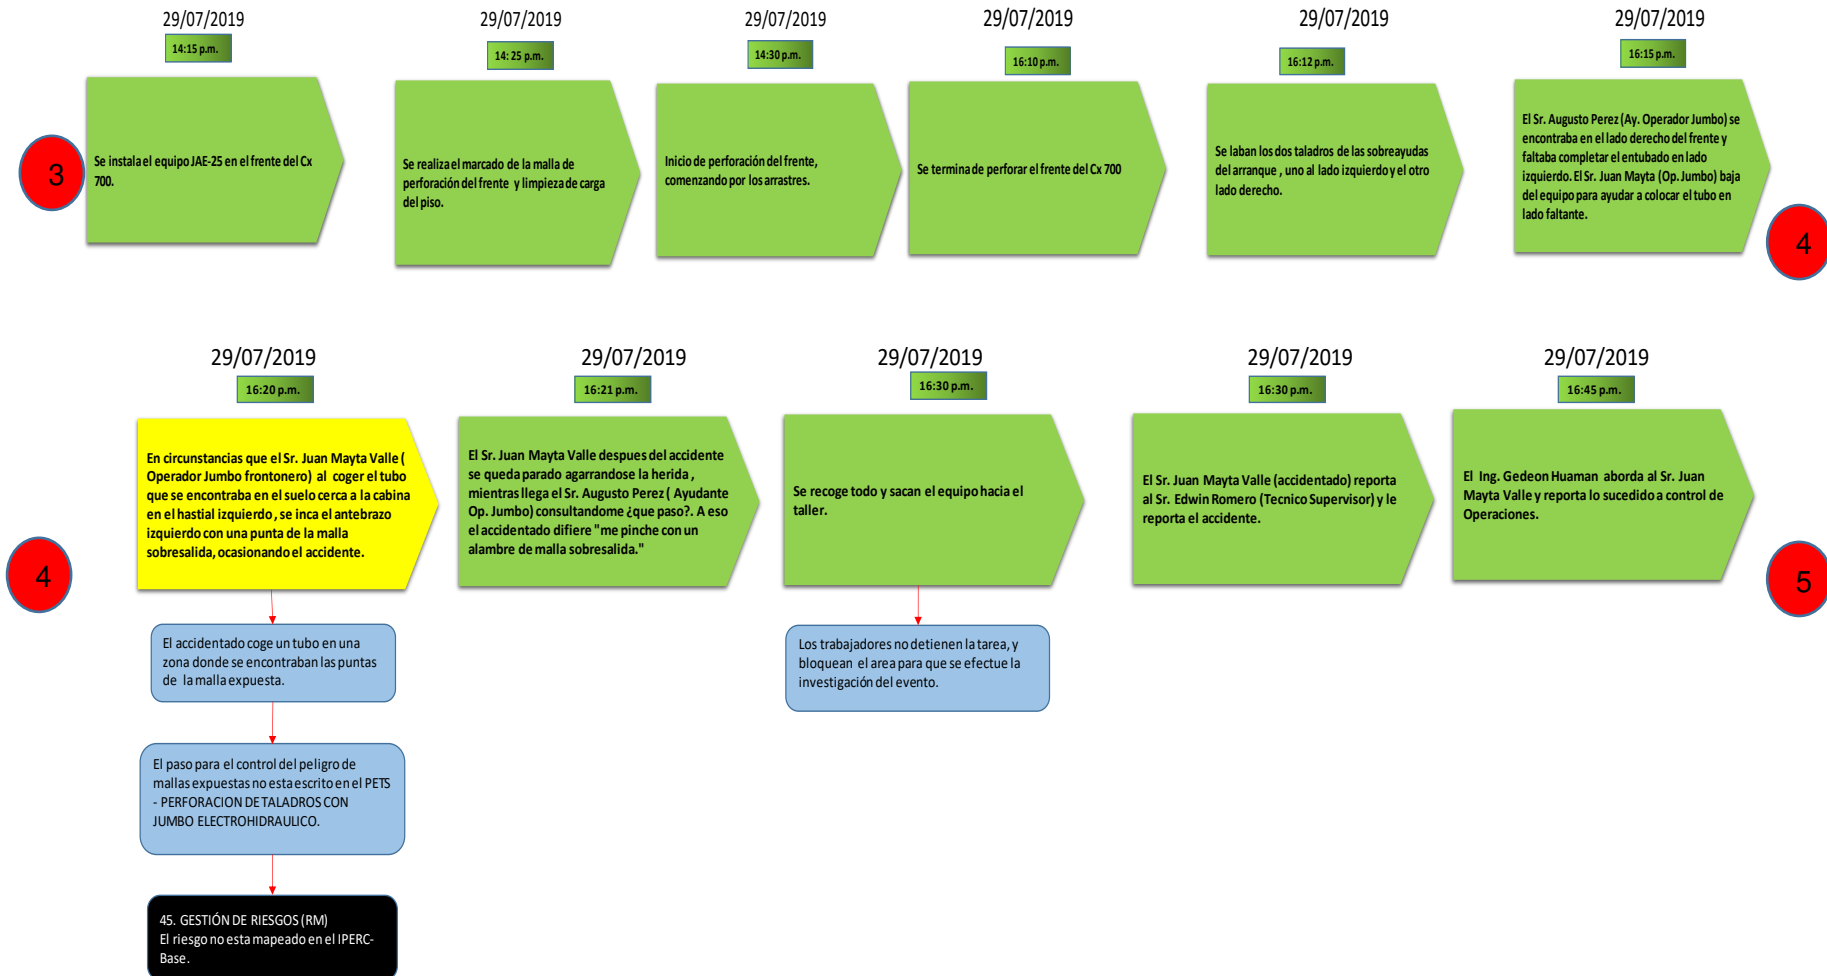 29/07/2019
14:15 p.m.
29/07/2019
14: 25 p.m.
29/07/2019
14:30 p.m.
29/07/2019
16:10 p.m.
29/07/2019
16:12 p.m.
29/07/2019
16:15 p.m.
3
Se instala el equipo JAE-25 en el frente del Cx
700.
Se realiza el marcado de la malla de
perforación del frente y limpieza de carga
del piso.
Inicio de perforación del frente,
comenzando por los arrastres.
Se termina de perforar el frente del Cx 700
Se laban los dos taladros de las sobreayudas
del arranque , uno al lado izquierdo y el otro
lado derecho.
El Sr. Augusto Perez (Ay. Operador Jumbo) se
encontraba en el lado derecho del frente y
faltaba completar el entubado en lado
izquierdo. El Sr. Juan Mayta (Op. Jumbo) baja
del equipo para ayudar a colocar el tubo en
lado faltante.
4
29/07/2019
16:20 p.m.
29/07/2019
16:21 p.m.
29/07/2019
16:30 p.m.
29/07/2019
16:30 p.m.
29/07/2019
16:45 p.m.
4
En circunstancias que el Sr. Juan Mayta Valle (
Operador Jumbo frontonero) al coger el tubo
que se encontraba en el suelo cerca a la cabina
en el hastial izquierdo , se inca el antebrazo
izquierdo con una punta de la malla
sobresalida, ocasionando el accidente.
El Sr. Juan Mayta Valle despues del accidente
se queda parado agarrandose la herida ,
mientras llega el Sr. Augusto Perez ( Ayudante
Op. Jumbo) consultandome ¿que paso?. A eso
el accidentado difiere "me pinche con un
alambre de malla sobresalida."
Se recoge todo y sacan el equipo hacia el
taller.
El Sr. Juan Mayta Valle (accidentado) reporta
al Sr. Edwin Romero (Tecnico Supervisor) y le
reporta el accidente.
El Ing. Gedeon Huaman aborda al Sr. Juan
Mayta Valle y reporta lo sucedido a control de
Operaciones.
5
El accidentado coge un tubo en una
zona donde se encontraban las puntas
de la malla expuesta.
Los trabajadores no detienen la tarea, y
bloquean el area para que se efectue la
investigación del evento.
El paso para el control del peligro de
mallas expuestas no esta escrito en el PETS
- PERFORACION DE TALADROS CON
JUMBO ELECTROHIDRAULICO.
45. GESTIÓN DE RIESGOS (RM)
El riesgo no esta mapeado en el IPERC-
Base.